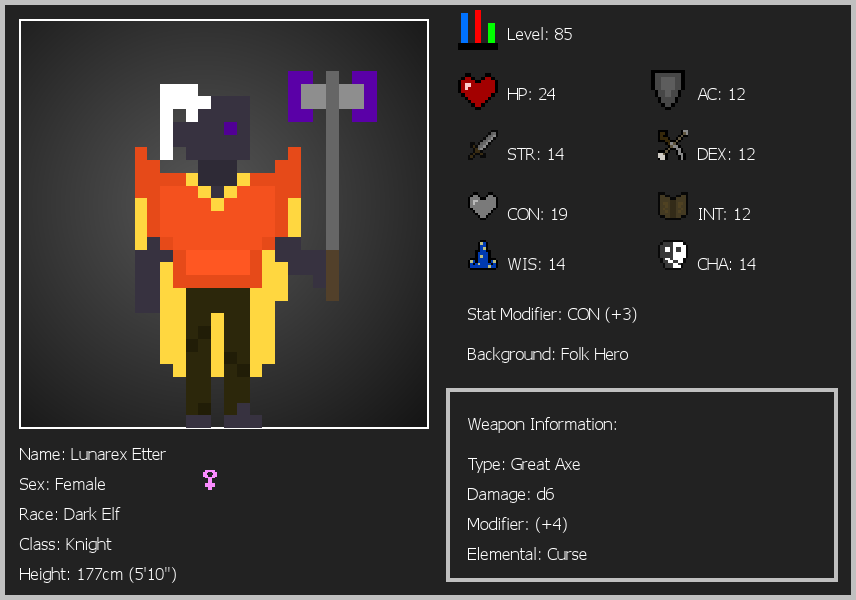 Level: 85
HP: 24
AC: 12
STR: 14
DEX: 12
CON: 19
INT: 12
WIS: 14
CHA: 14
Stat Modifier: CON (+3)
Background: Folk Hero
Weapon Information:
Type: Great Axe
Damage: d6
Modifier: (+4)
Elemental: Curse
Name: Lunarex Etter
Sex: Female
Race: Dark Elf
Class: Knight
Height: 177cm (5'10")